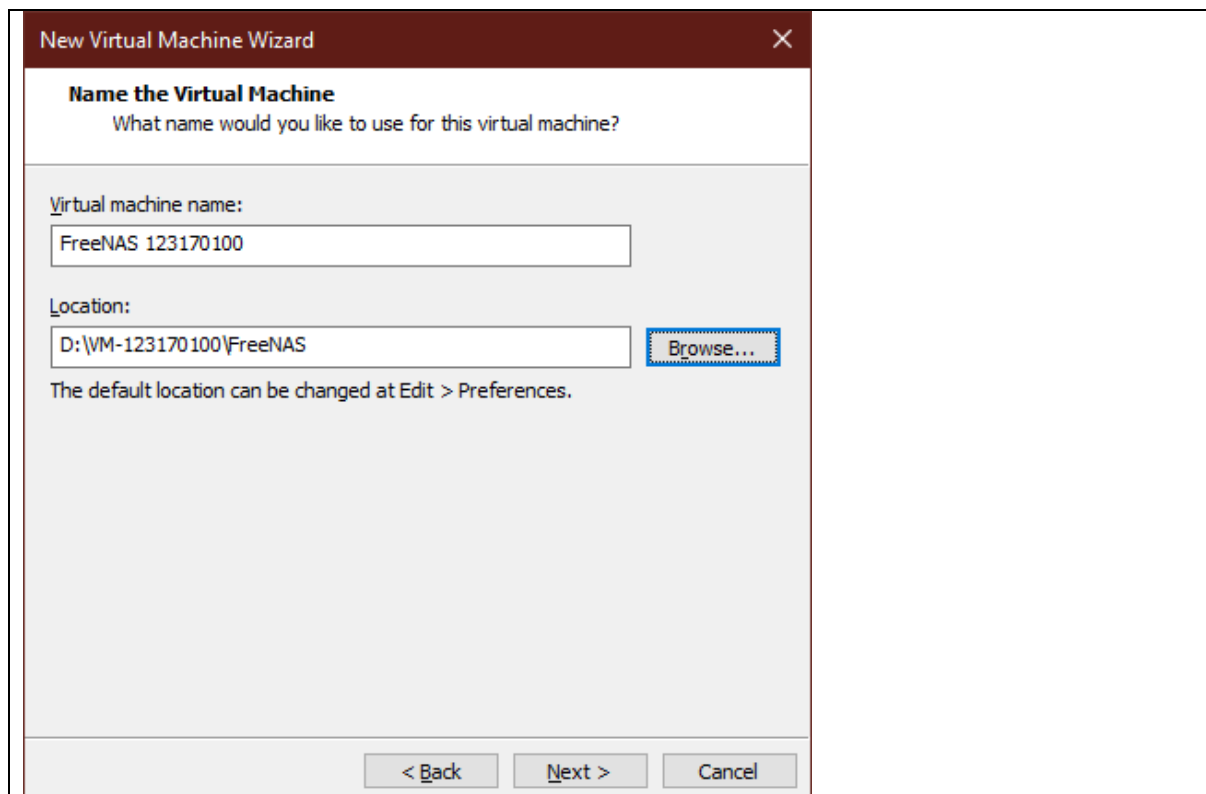 New Virtual Machine Wizard
Name the Virtual Machine
What name would you like to use for this virtual machine?
Virtual machine name:
FreeNAS 123170100
Location:
D:\VM-123170100\FreeNAS
Browse...
The default location can be changed at Edit > Preferences.
< Back Next > Cancel